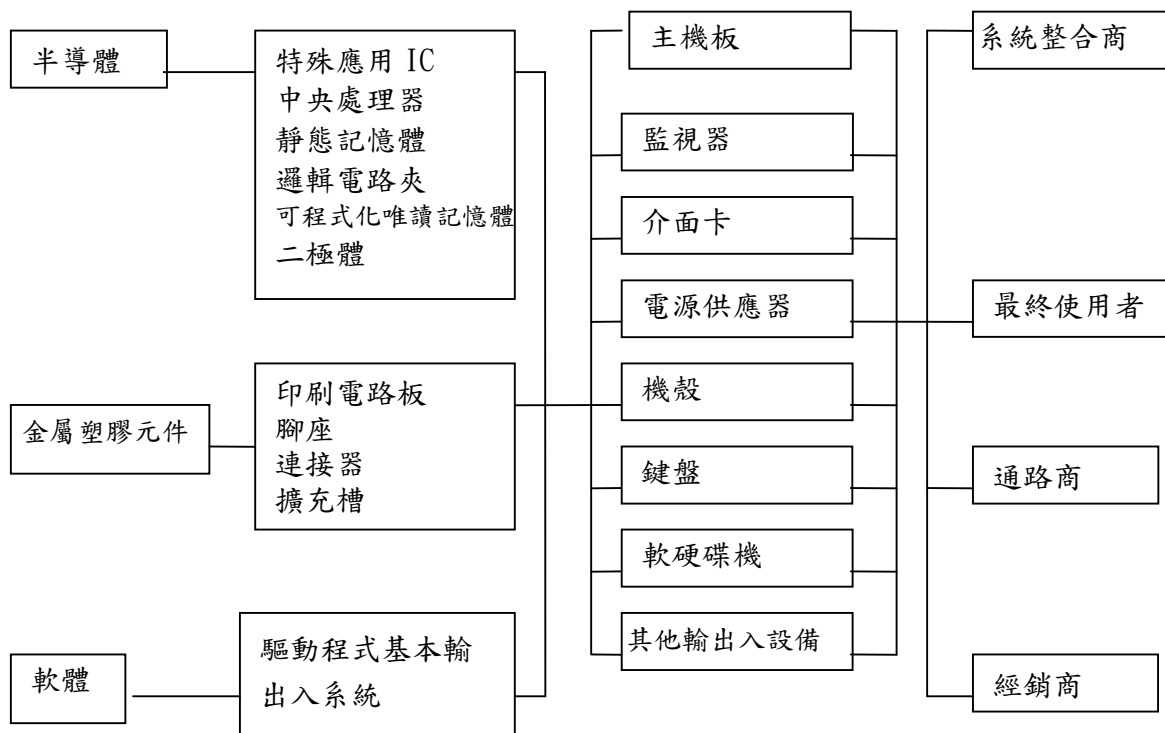 半導體
特殊應用 IC
中央處理器
靜態記憶體
邏輯電路夾
可程式化唯讀記憶體
二極體
金屬塑膠元件
印刷電路板
腳座
連接器
擴充槽
軟體
驅動程式基本輸
出入系統
主機板
監視器
介面卡
電源供應器
機殼
鍵盤
軟硬碟機
其他輸出入設備
系統整合商
最終使用者
通路商
經銷商